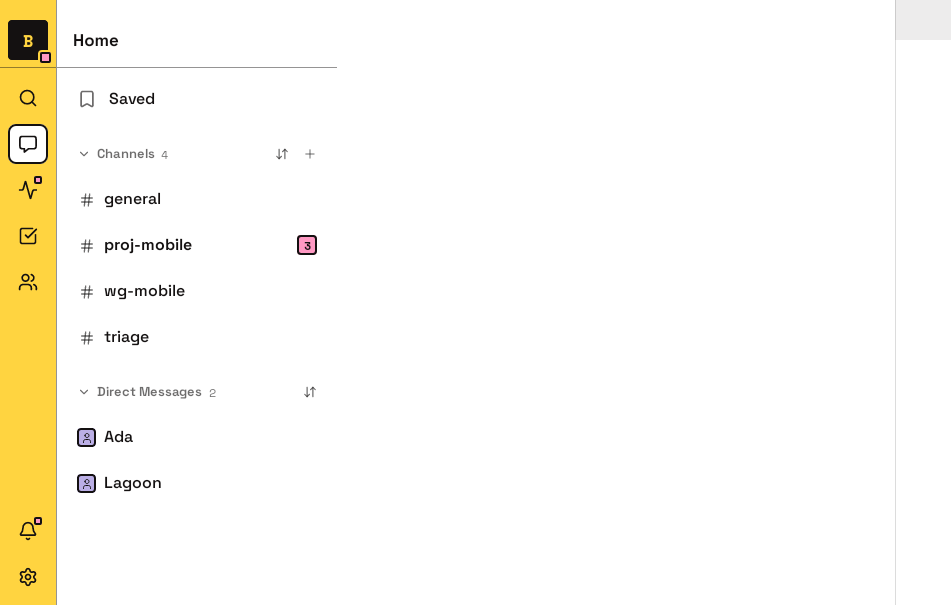 B
Home
Saved
Channels 4
# general
# proj-mobile 3
# wg-mobile
# triage
Direct Messages 2
Ada
Lagoon